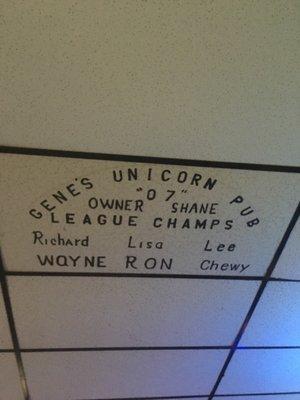 GENE'S UNICORN PUB
"07"
OWNER SHANE
LEAGUE CHAMPS
Richard Lisa Lee
WAYNE RON Chewy